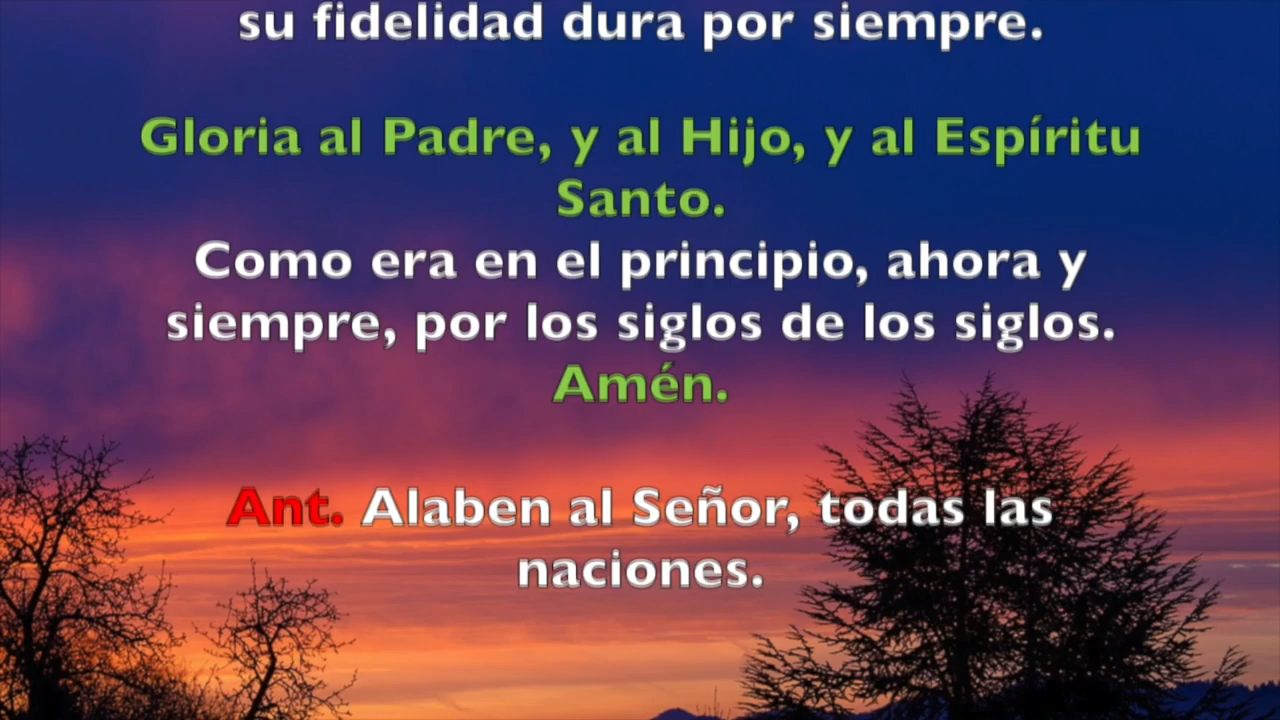 su fidelidad dura por siempre.
Gloria al Padre, y al Hijo, y al Espíritu
Santo.
Como era en el principio, ahora y
siempre, por los siglos de los siglos.
Amén.
Ant. Alaben al Señor, todas las
naciones.